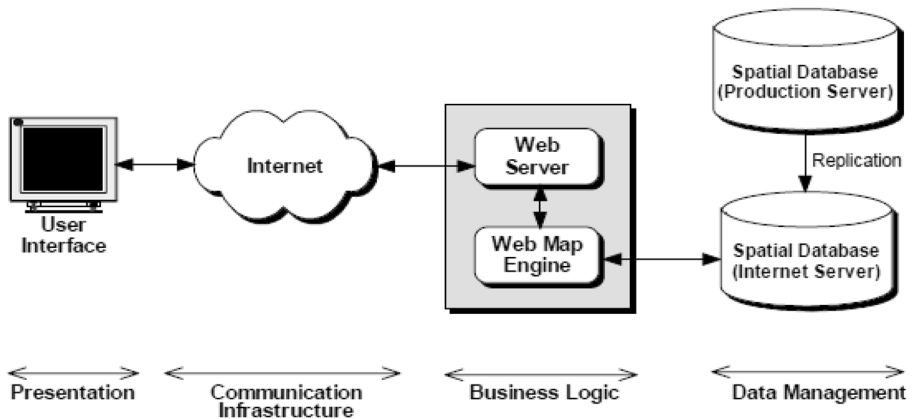 Spatial Database
(Production Server)
Replication
Web
Server
Internet
User
Interface
Web Map
Engine
Spatial Database
(Internet Server)
Presentation
Communication
Infrastructure
Business Logic
Data Management